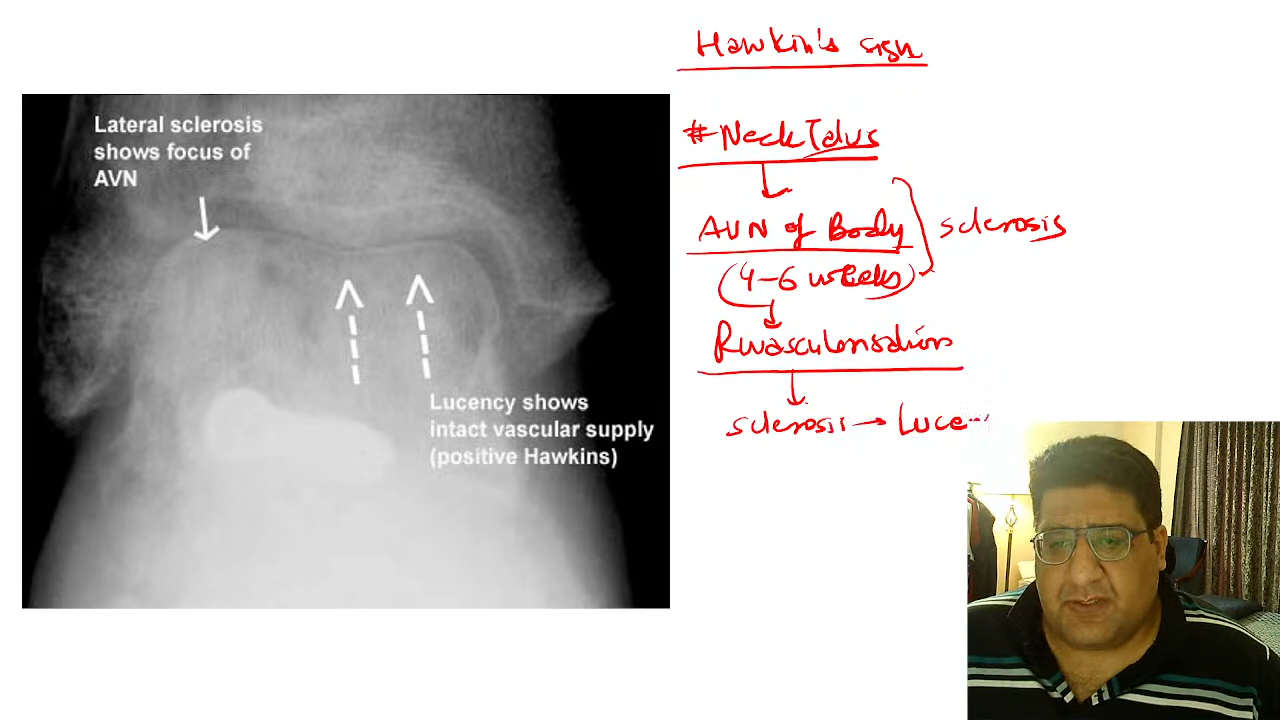 Hawkin's sign
Lateral sclerosis
shows focus of
AVN
# Neck Talus
AVN of Body
sclerosis
(4-6 weeks)
Lucency shows
intact vascular supply
(positive Hawkins)
sclerosis → Luce